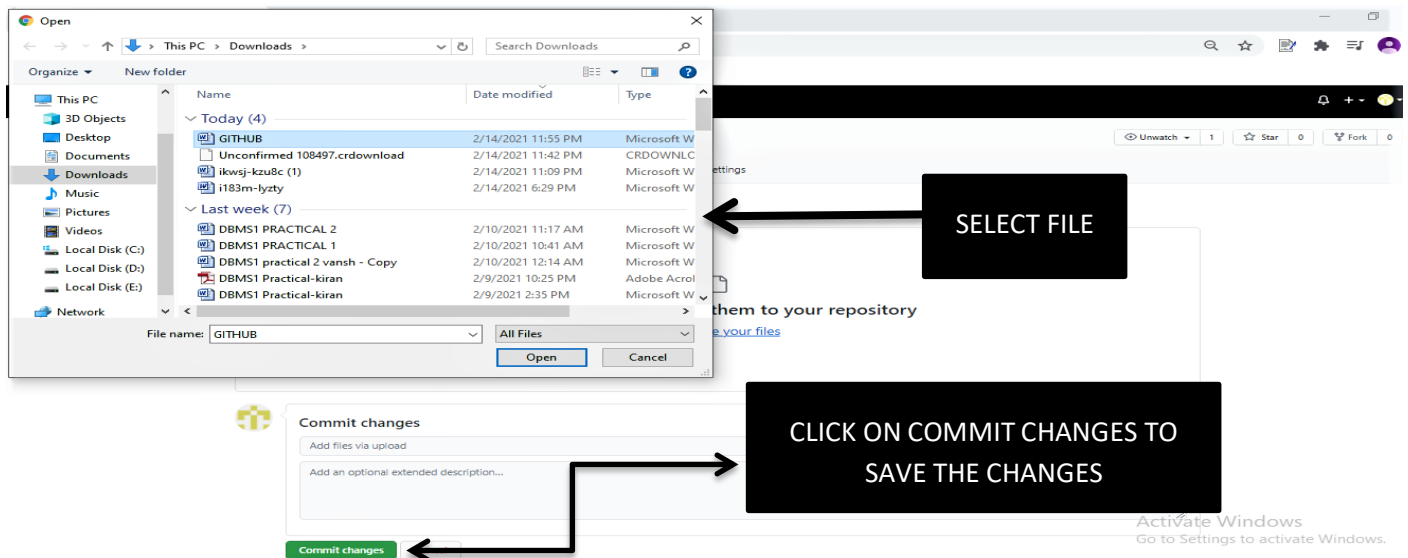 Open
This PC > Downloads >
Search Downloads
Organize
New folder
Name
Date modified
Type
This PC
3D Objects
Desktop
Documents
Downloads
Music
Pictures
Videos
Local Disk (C:)
Local Disk (D:)
Local Disk (E:)
Network
Today (4)
GITHUB 2/14/2021 11:55 PM Microsoft W
Unconfirmed 108497.crdownload 2/14/2021 11:42 PM CRDOWNLC
ikwsj-kzu8c (1) 2/14/2021 11:09 PM Microsoft W
i183m-lyzty 2/14/2021 6:29 PM Microsoft W
Last week (7)
DBMS1 PRACTICAL 2 2/10/2021 11:17 AM Microsoft W
DBMS1 PRACTICAL 1 2/10/2021 10:41 AM Microsoft W
DBMS1 practical 2 vansh - Copy 2/10/2021 12:14 AM Microsoft W
DBMS1 Practical-kiran 2/9/2021 10:25 PM Adobe Acrol
DBMS1 Practical-kiran 2/9/2021 2:35 PM Microsoft W
File name: GITHUB
All Files
Open
Cancel
Unwatch 1
Star 0
Fork 0
ettings
SELECT FILE
them to your repository
e your files
Commit changes
Add files via upload
Add an optional extended description...
CLICK ON COMMIT CHANGES TO
SAVE THE CHANGES
Commit changes
Activate Windows
Go to Settings to activate Windows.